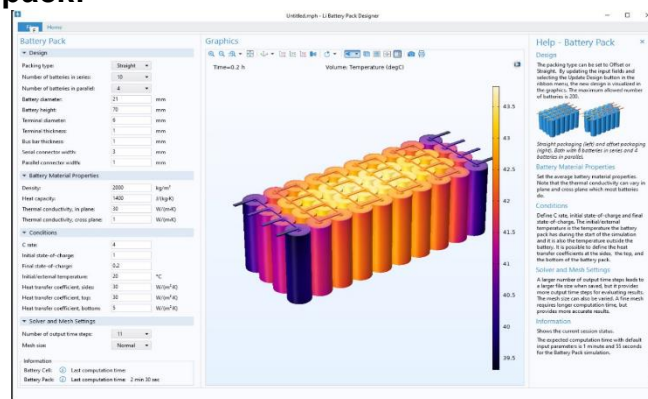 pack.
Untitled.mph - Li Battery Pack Designer
Home
Battery Pack
Design
Packing type: Straight
Number of batteries in series: 10
Number of batteries in parallel: 4
Battery diameter: 21 mm
Battery height: 70 mm
Terminal diameter: 6 mm
Terminal thickness: 1 mm
Bus bar thickness: 1 mm
Serial connector width: 3 mm
Parallel connector width: 1 mm
Battery Material Properties
Density: 2000 kg/m³
Heat capacity: 1400 J/(kg·K)
Thermal conductivity, in plane: 30 W/(m·K)
Thermal conductivity, cross plane: 1 W/(m·K)
Conditions
C rate: 4
Initial state-of-charge: 1
Final state-of-charge: 0.2
Initial/external temperature: 20 °C
Heat transfer coefficient, sides: 30 W/(m²·K)
Heat transfer coefficient, top: 30 W/(m²·K)
Heat transfer coefficient, bottom: 5 W/(m²·K)
Solver and Mesh Settings
Number of output time steps: 11
Mesh size: Normal
Information
Battery Cell: Last computation time:
Battery Pack: Last computation time: 2 min 30 sec
Graphics
Time=0.2 h Volume: Temperature (degC)
43.5
43
42.5
42
41.5
41
40.5
40
39.5
Help - Battery Pack
Design
The packing type can be set to Offset or
Straight. By updating the input fields and
selecting the Update Design button in the
ribbon menu, the new design is visualized in
the graphics. The maximum allowed number
of batteries is 200.
Straight packaging (left) and offset packaging
(right). Both with 6 batteries in series and 4
batteries in parallel.
Battery Material Properties
Set the average battery material properties.
Note that the thermal conductivity can vary in
plane and cross plane which most batteries
do.
Conditions
Define C rate, initial state-of-charge and final
state-of-charge. The initial/external
temperature is the temperature the battery
pack has during the start of the simulation
and it is also the temperature outside the
battery. It is possible to define the heat
transfer coefficients at the sides, the top, and
the bottom of the battery pack.
Solver and Mesh Settings
A larger number of output time steps leads to
a larger file size when saved, but it provides
more output time steps for evaluating results.
The mesh size can also be varied. A fine mesh
requires longer computation time, but
provides more accurate results.
Information
Shows the current session status.
The expected computation time with default
input parameters is 1 minute and 55 seconds
for the Battery Pack simulation.